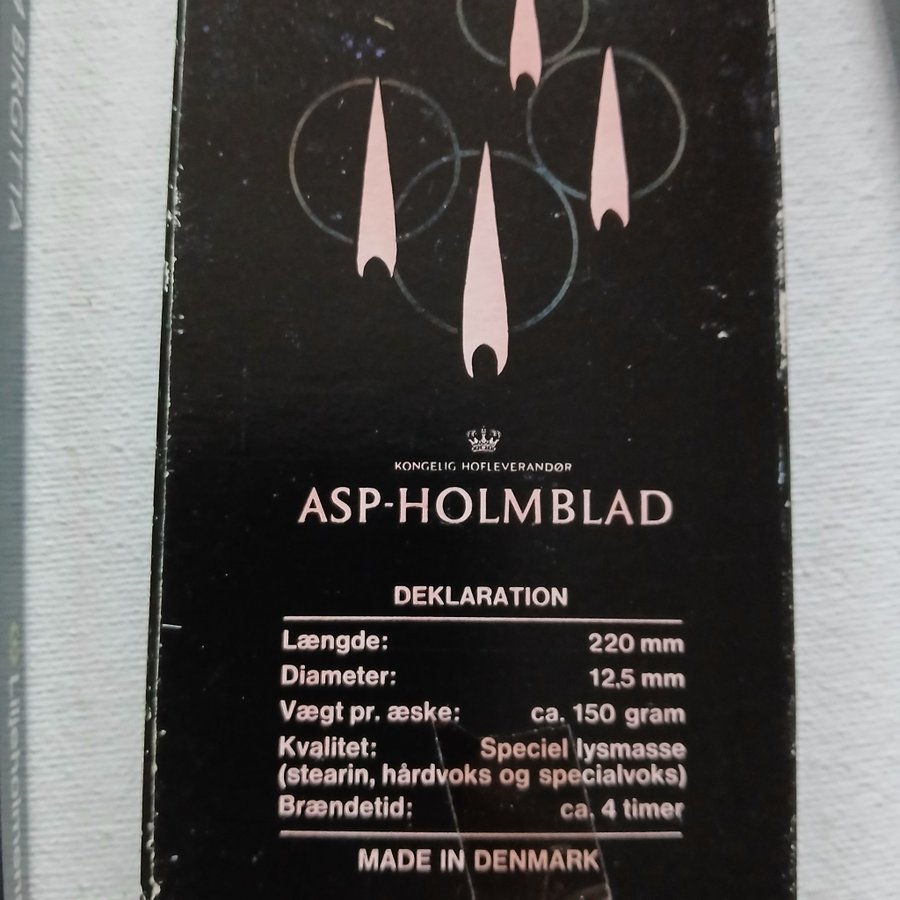 KONGELIG HOFLEVERANDØR
ASP-HOLMBLAD
DEKLARATION
Længde: 220 mm
Diameter: 12,5 mm
Vægt pr. æske: ca. 150 gram
Kvalitet: Speciel lysmasse
(stearin, hårdvoks og specialvoks)
Brændetid: ca. 4 timer
MADE IN DENMARK
BIRGITTA